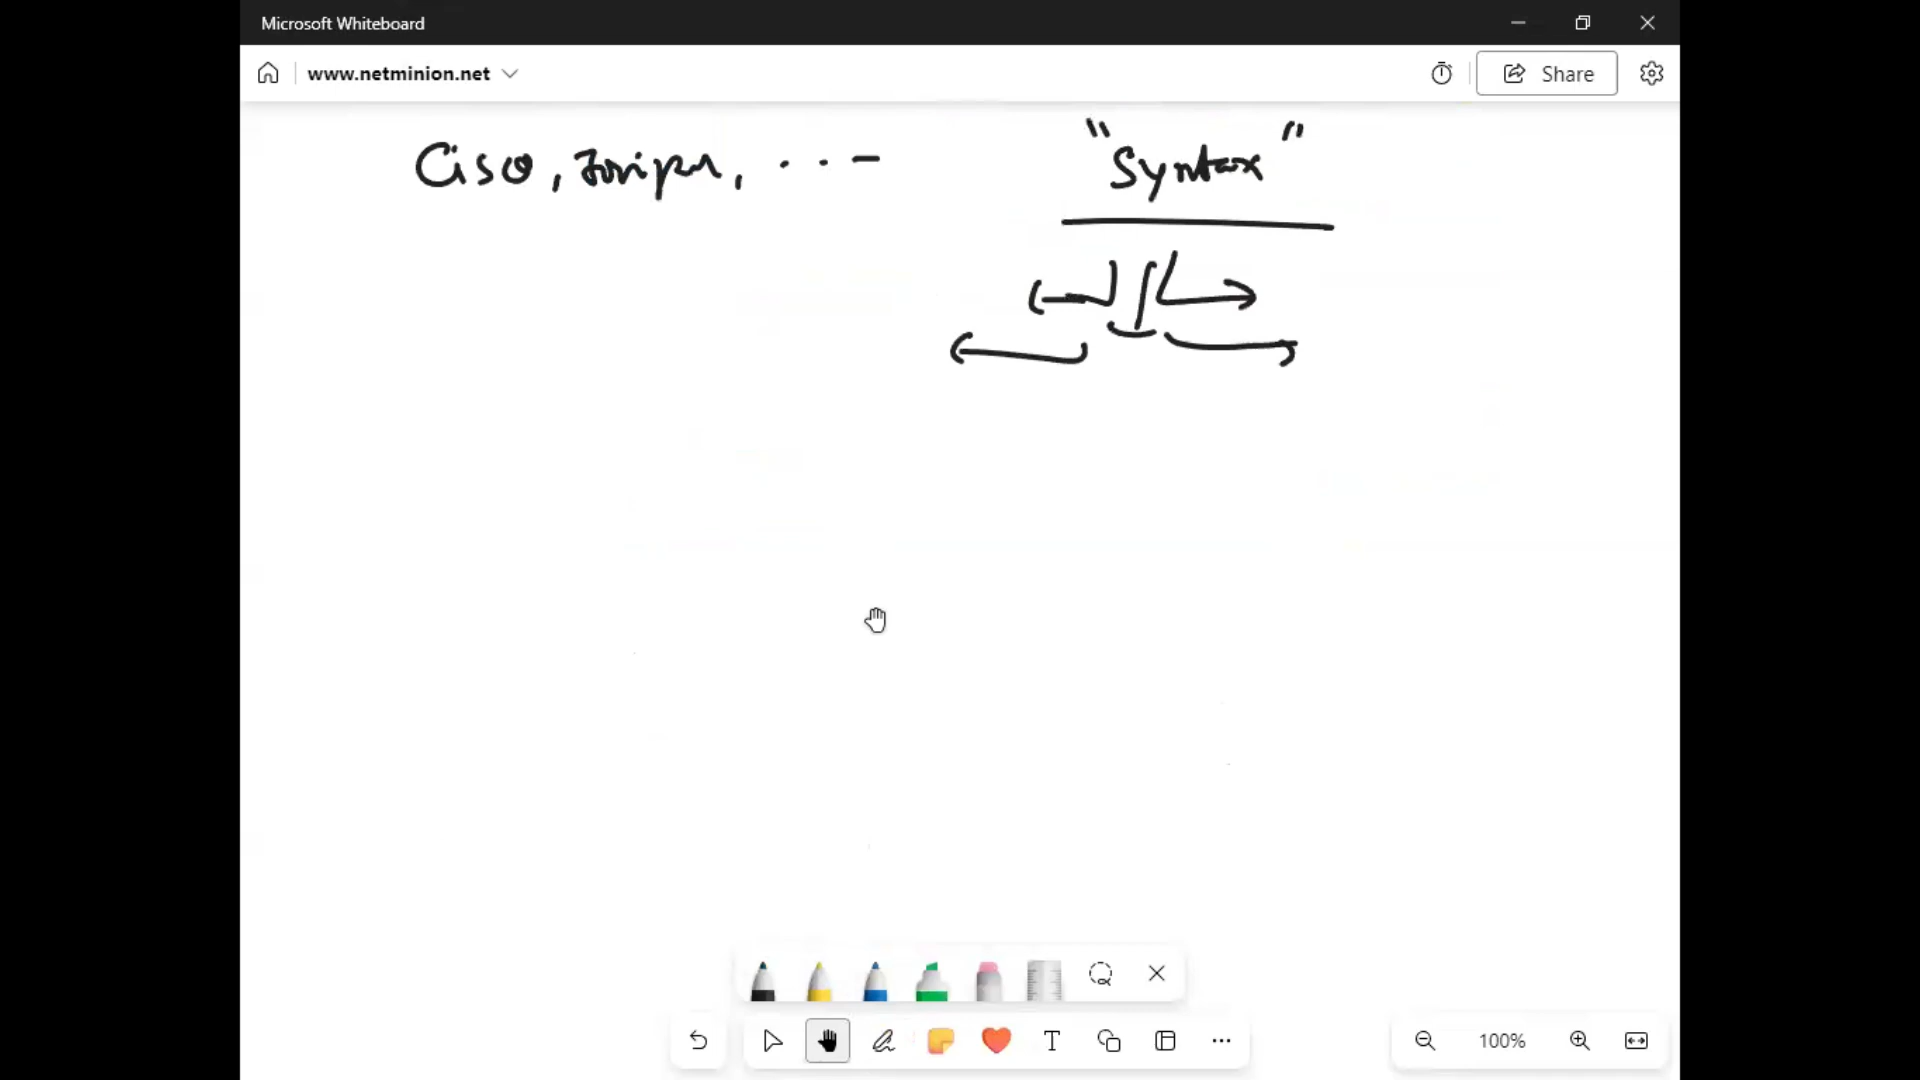 Microsoft Whiteboard
www.netminion.net
Share
Cisco, Juniper, ... –
"Syntax"
T
100%